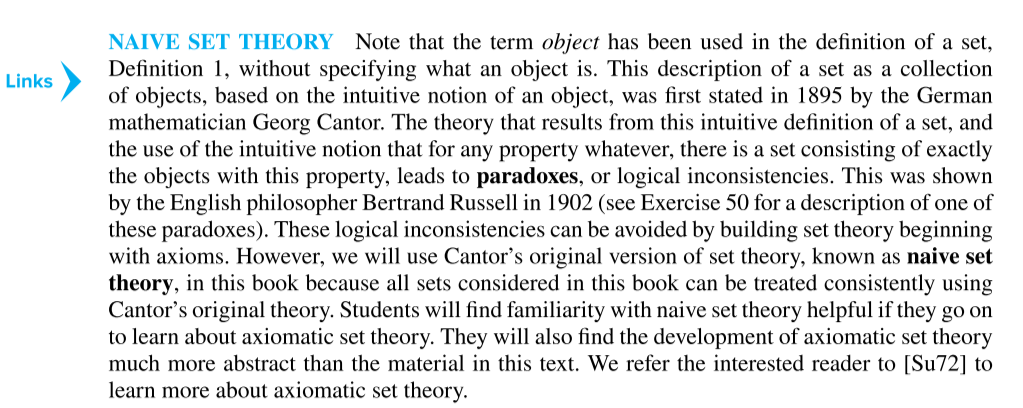 NAIVE SET THEORY Note that the term object has been used in the definition of a set,
Links
Definition 1, without specifying what an object is. This description of a set as a collection
of objects, based on the intuitive notion of an object, was first stated in 1895 by the German
mathematician Georg Cantor. The theory that results from this intuitive definition of a set, and
the use of the intuitive notion that for any property whatever, there is a set consisting of exactly
the objects with this property, leads to paradoxes, or logical inconsistencies. This was shown
by the English philosopher Bertrand Russell in 1902 (see Exercise 50 for a description of one of
these paradoxes). These logical inconsistencies can be avoided by building set theory beginning
with axioms. However, we will use Cantor’s original version of set theory, known as naive set
theory, in this book because all sets considered in this book can be treated consistently using
Cantor’s original theory. Students will find familiarity with naive set theory helpful if they go on
to learn about axiomatic set theory. They will also find the development of axiomatic set theory
much more abstract than the material in this text. We refer the interested reader to [Su72] to
learn more about axiomatic set theory.